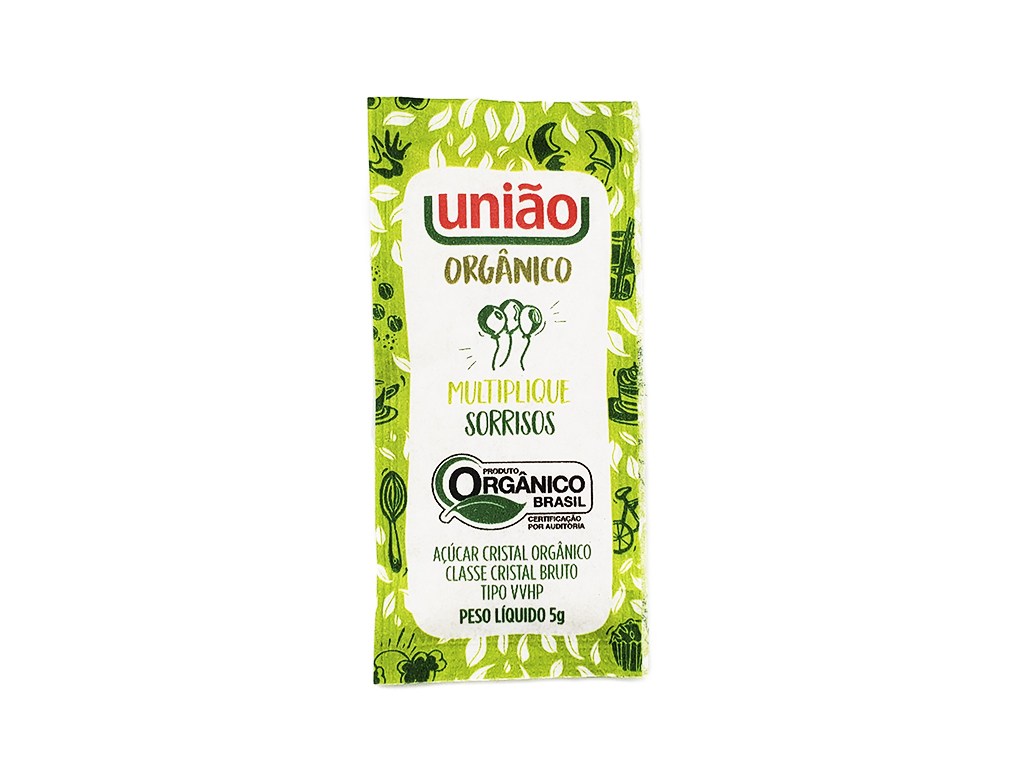 união
ORGÂNICO
MULTIPLIQUE
SORRISOS
PRODUTO
ORGÂNICO
BRASIL
CERTIFICAÇÃO
POR AUDITORIA
AÇÚCAR CRISTAL ORGÂNICO
CLASSE CRISTAL BRUTO
TIPO VVHP
PESO LÍQUIDO 5g